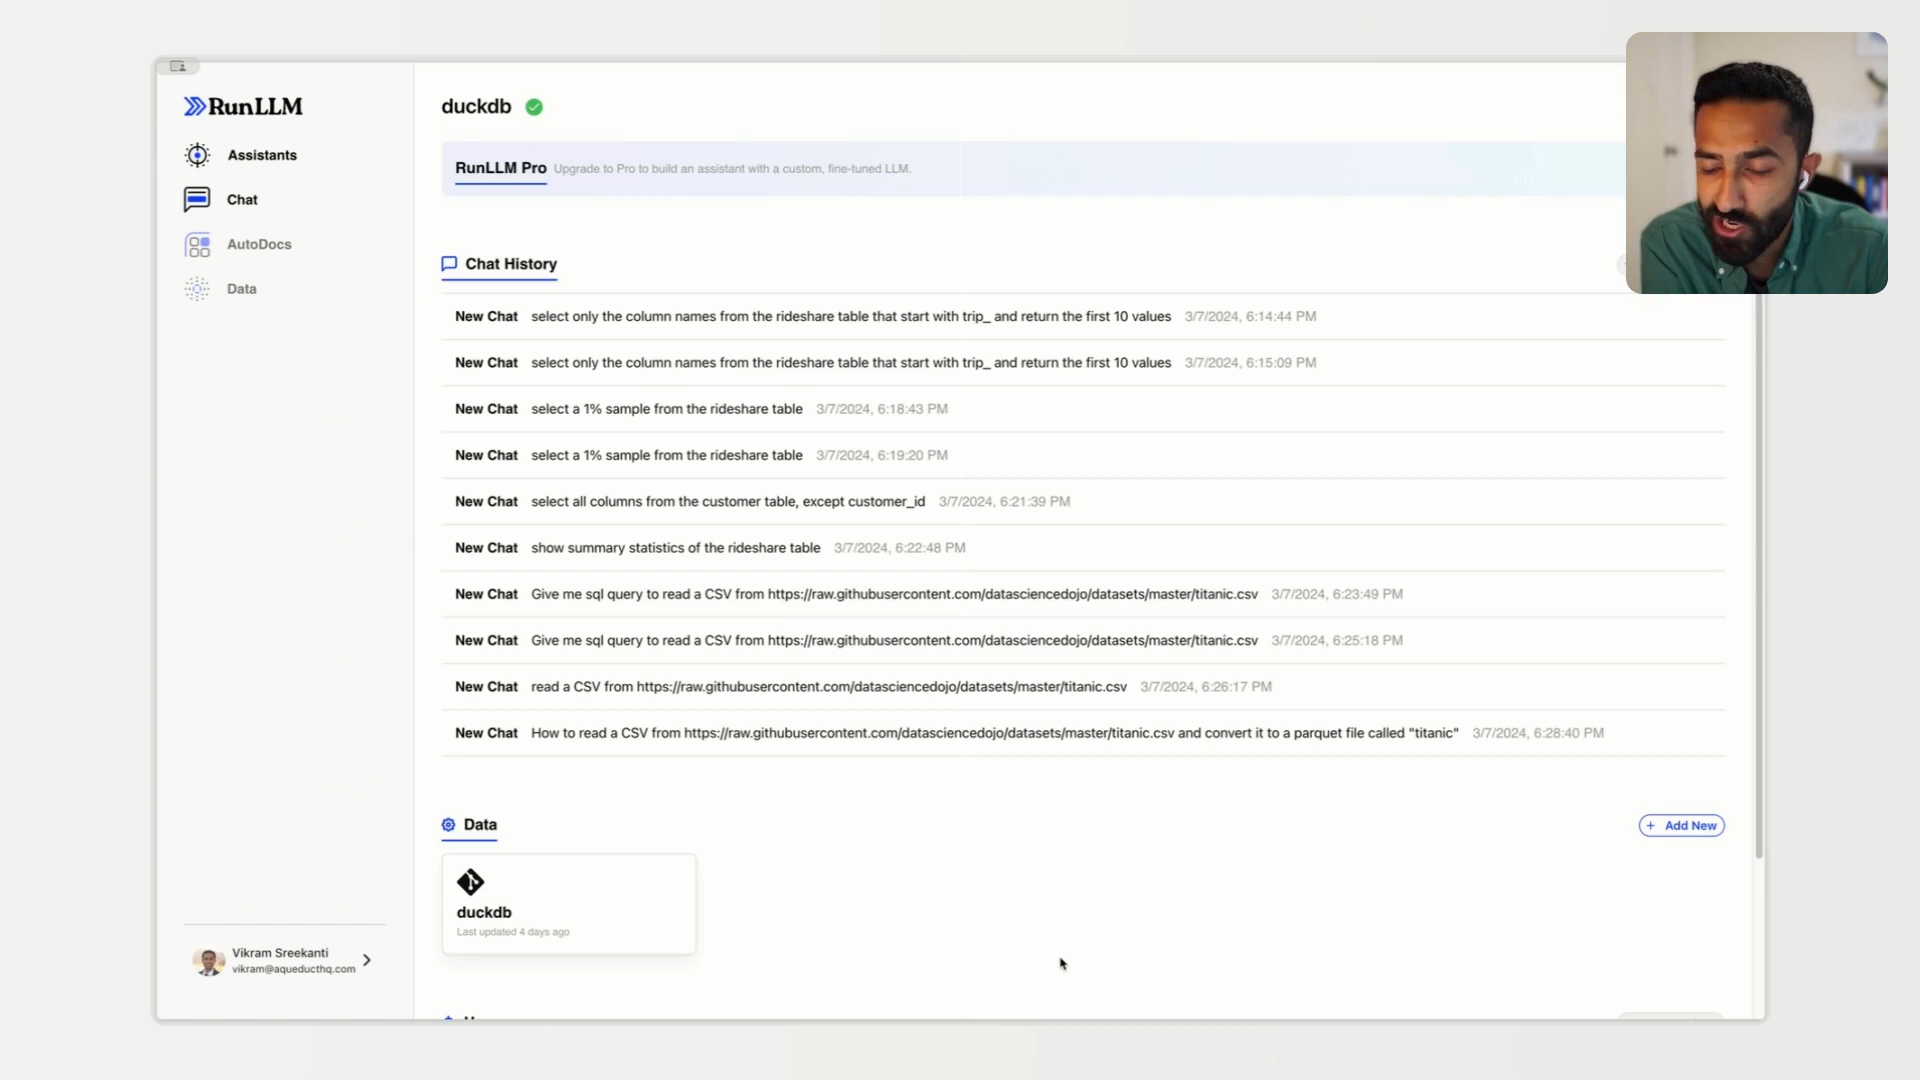 RunLLM
Assistants
Chat
AutoDocs
Data
duckdb
RunLLM Pro Upgrade to Pro to build an assistant with a custom, fine-tuned LLM.
Chat History
New Chat select only the column names from the rideshare table that start with trip_ and return the first 10 values 3/7/2024, 6:14:44 PM
New Chat select only the column names from the rideshare table that start with trip_ and return the first 10 values 3/7/2024, 6:15:09 PM
New Chat select a 1% sample from the rideshare table 3/7/2024, 6:18:43 PM
New Chat select a 1% sample from the rideshare table 3/7/2024, 6:19:20 PM
New Chat select all columns from the customer table, except customer_id 3/7/2024, 6:21:39 PM
New Chat show summary statistics of the rideshare table 3/7/2024, 6:22:48 PM
New Chat Give me sql query to read a CSV from https://raw.githubusercontent.com/datasciencedojo/datasets/master/titanic.csv 3/7/2024, 6:23:49 PM
New Chat Give me sql query to read a CSV from https://raw.githubusercontent.com/datasciencedojo/datasets/master/titanic.csv 3/7/2024, 6:25:18 PM
New Chat read a CSV from https://raw.githubusercontent.com/datasciencedojo/datasets/master/titanic.csv 3/7/2024, 6:26:17 PM
New Chat How to read a CSV from https://raw.githubusercontent.com/datasciencedojo/datasets/master/titanic.csv and convert it to a parquet file called "titanic" 3/7/2024, 6:28:40 PM
Data
+ Add New
duckdb
Last updated 4 days ago
Vikram Sreekanti
vikram@aqueducthq.com